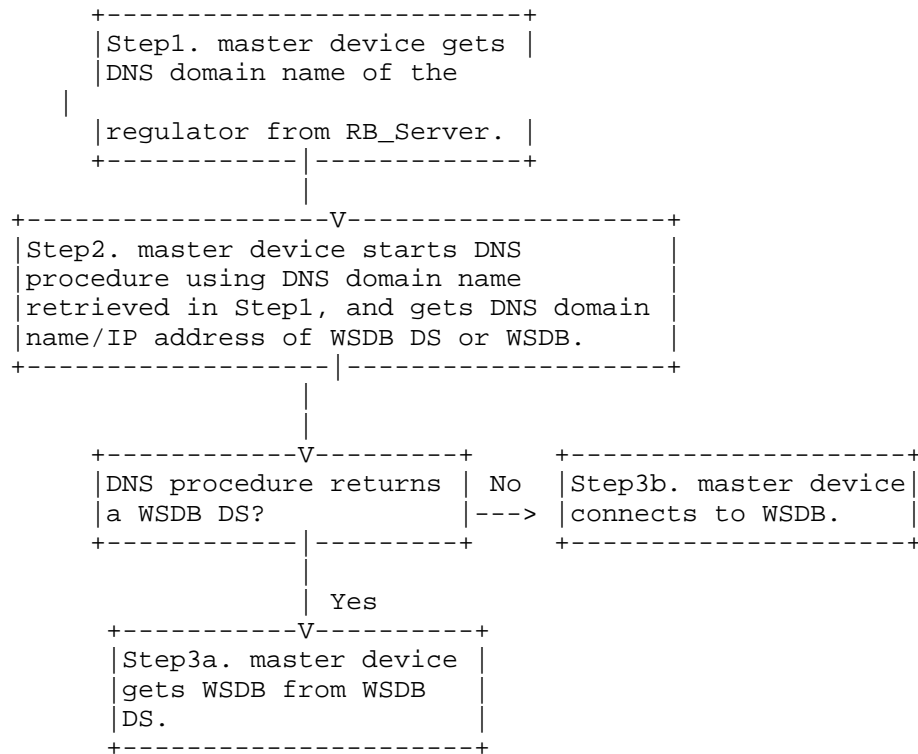 Step1. master device gets
DNS domain name of the
regulator from RB_Server.
Step2. master device starts DNS
procedure using DNS domain name
retrieved in Step1, and gets DNS domain
name/IP address of WSDB DS or WSDB.
DNS procedure returns
a WSDB DS?
No
Step3b. master device
connects to WSDB.
Yes
Step3a. master device
gets WSDB from WSDB
DS.